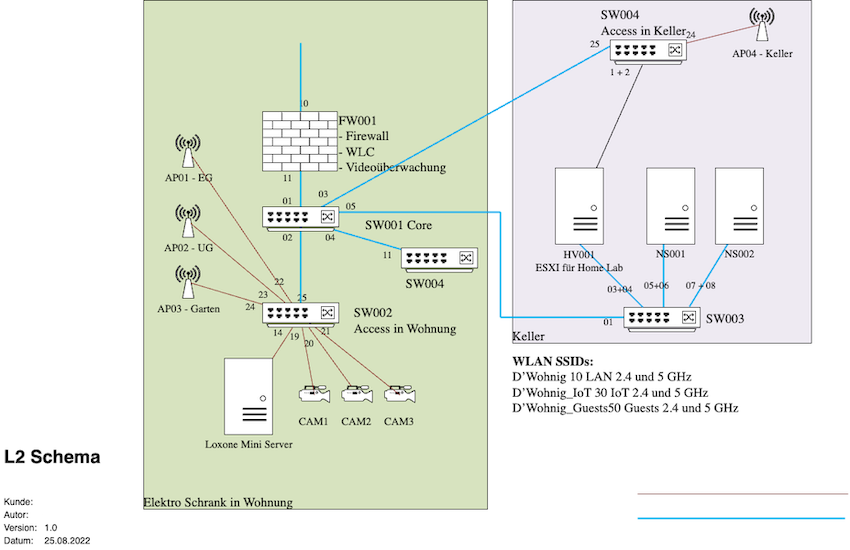 SW004
Access in Keller
25
24
1 + 2
AP04 - Keller
10
FW001
- Firewall
- WLC
- Videoüberwachung
11
AP01 - EG
03
01
05
SW001 Core
02
04
AP02 - UG
11
SW004
HV001
ESXI für Home Lab
NS001
NS002
22
23
25
24
03+04
05+06
07 + 08
AP03 - Garten
SW002
Access in Wohnung
01
SW003
14
19
20
21
Keller
WLAN SSIDs:
D'Wohnig 10 LAN 2.4 und 5 GHz
D'Wohnig_IoT 30 IoT 2.4 und 5 GHz
D'Wohnig_Guests50 Guests 2.4 und 5 GHz
CAM1
CAM2
CAM3
Loxone Mini Server
L2 Schema
Elektro Schrank in Wohnung
Kunde:
Autor:
Version: 1.0
Datum: 25.08.2022